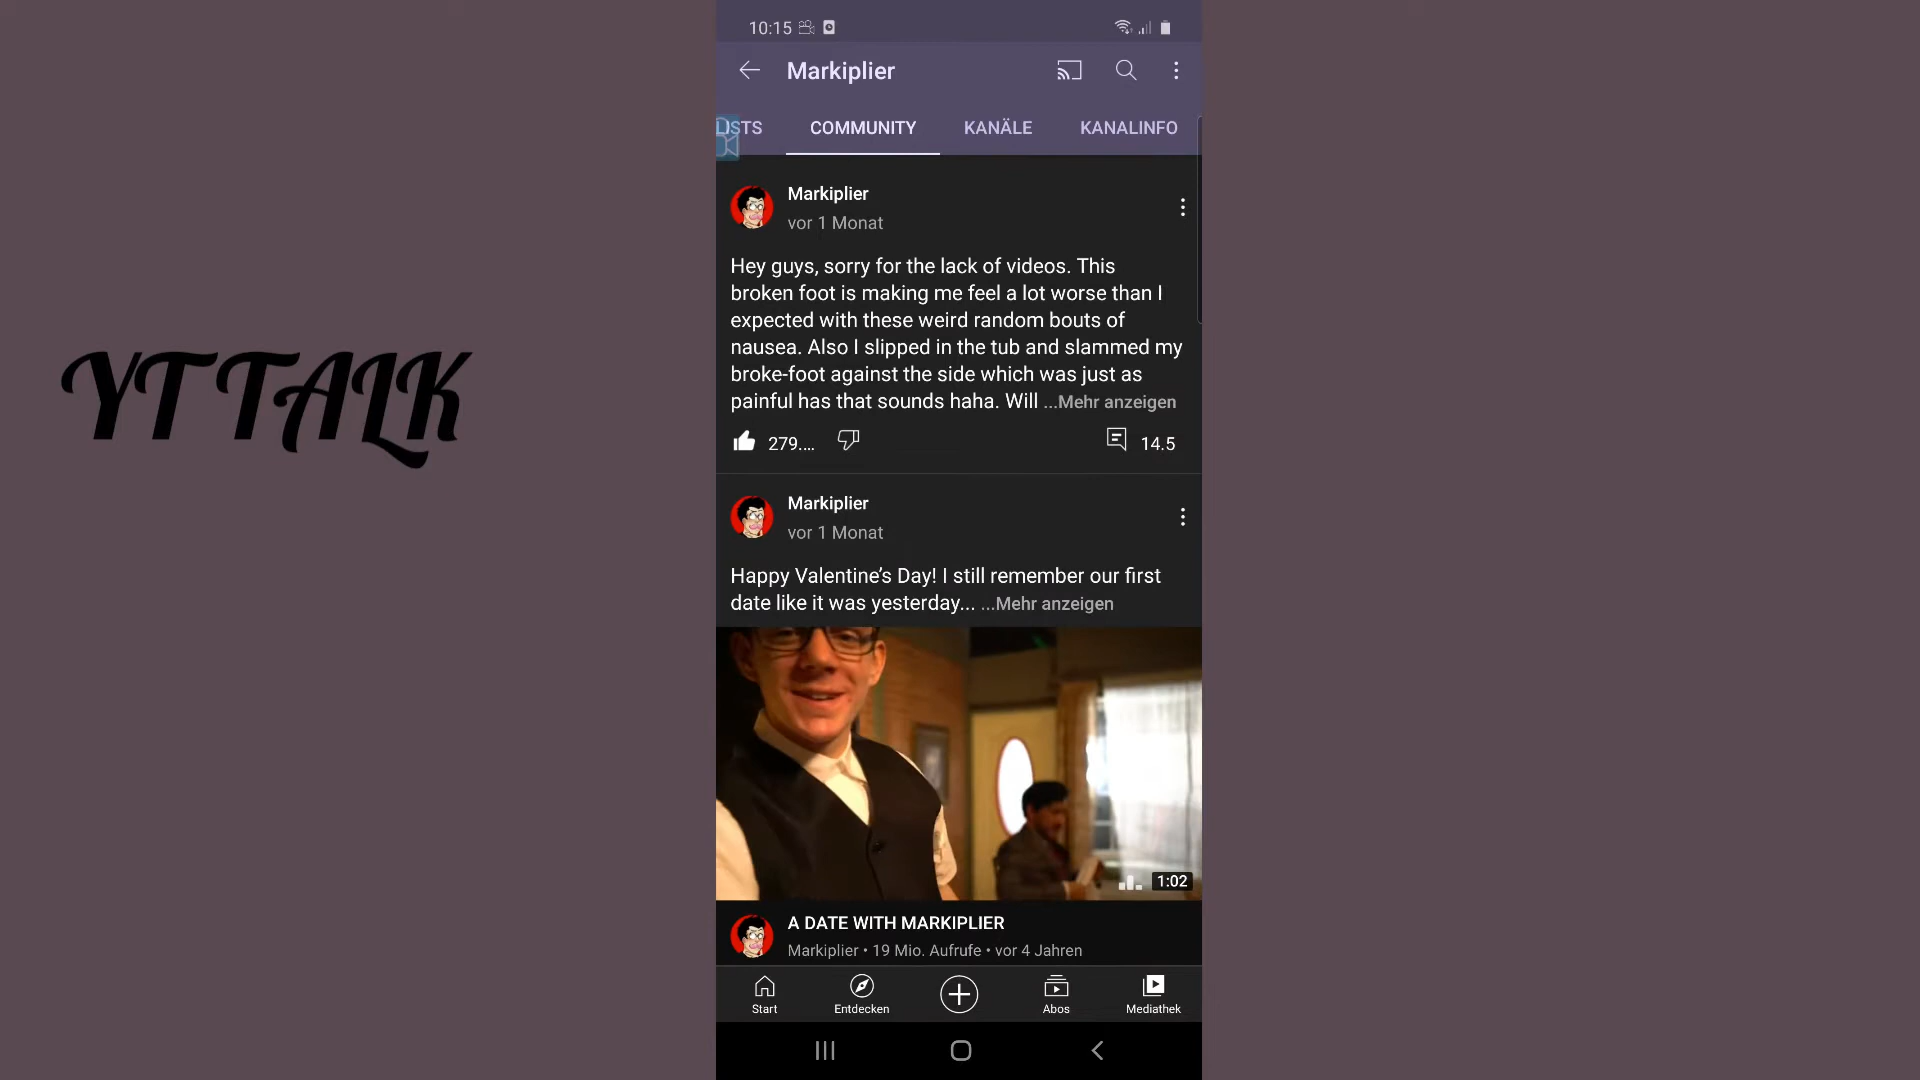 10:15
Markiplier
LISTS COMMUNITY KANÄLE KANALINFO
YT TALK
Markiplier
vor 1 Monat
Hey guys, sorry for the lack of videos. This
broken foot is making me feel a lot worse than I
expected with these weird random bouts of
nausea. Also I slipped in the tub and slammed my
broke-foot against the side which was just as
painful has that sounds haha. Will ...Mehr anzeigen
279.... 14.5
Markiplier
vor 1 Monat
Happy Valentine’s Day! I still remember our first
date like it was yesterday... ...Mehr anzeigen
1:02
A DATE WITH MARKIPLIER
Markiplier • 19 Mio. Aufrufe • vor 4 Jahren
Start Entdecken Abos Mediathek